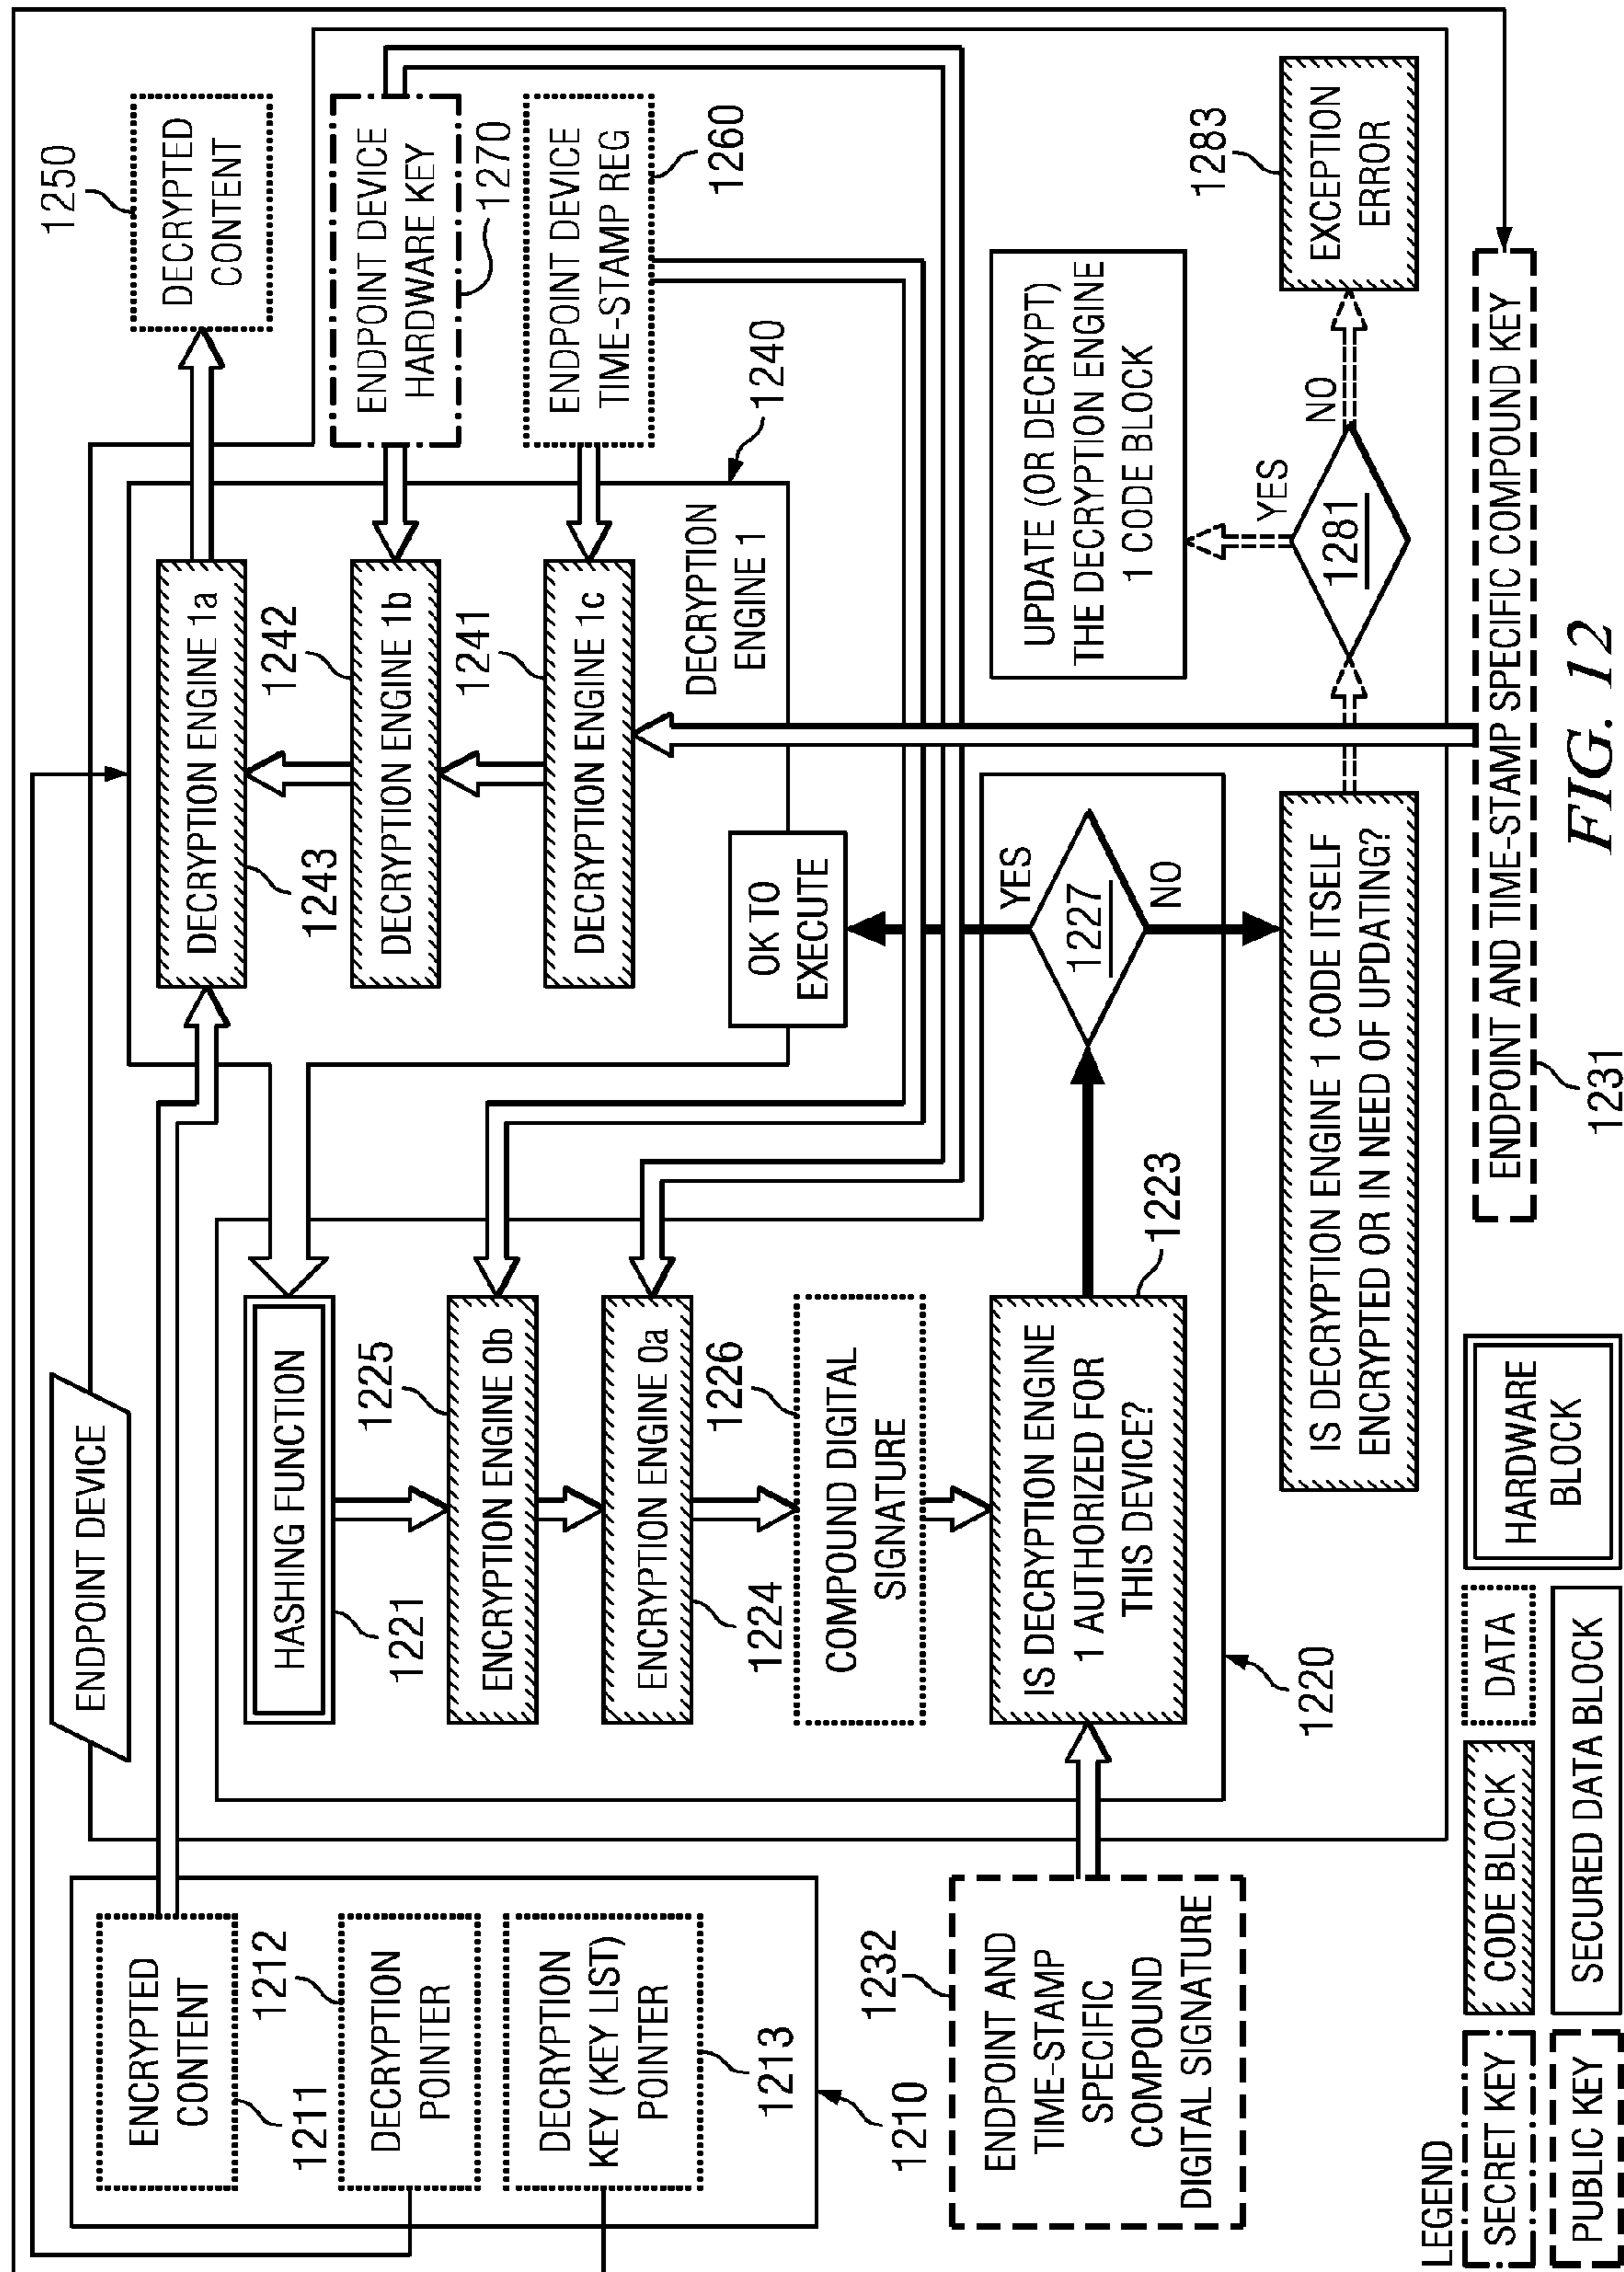 ENDPOINT DEVICE
ENCRYPTED
CONTENT
1211
1212
DECRYPTION
POINTER
DECRYPTION
KEY (KEY LIST)
POINTER
1213
1210
1232
ENDPOINT AND
TIME-STAMP
SPECIFIC
COMPOUND
DIGITAL SIGNATURE
HASHING FUNCTION
1221
1225
ENCRYPTION ENGINE 0b
ENCRYPTION ENGINE 0a
1224
1226
COMPOUND DIGITAL
SIGNATURE
IS DECRYPTION ENGINE
1 AUTHORIZED FOR
THIS DEVICE?
1223
1220
DECRYPTION ENGINE 1a
1243
1242
DECRYPTION ENGINE 1b
1241
DECRYPTION ENGINE 1c
DECRYPTION
ENGINE 1
1240
OK TO
EXECUTE
YES
1227
NO
1250
DECRYPTED
CONTENT
ENDPOINT DEVICE
HARDWARE KEY
1270
ENDPOINT DEVICE
TIME-STAMP REG
1260
UPDATE (OR DECRYPT)
THE DECRYPTION ENGINE
1 CODE BLOCK
YES
1281
NO
1283
EXCEPTION
ERROR
IS DECRYPTION ENGINE 1 CODE ITSELF
ENCRYPTED OR IN NEED OF UPDATING?
ENDPOINT AND TIME-STAMP SPECIFIC COMPOUND KEY
1231
LEGEND
SECRET KEY
CODE BLOCK
DATA
HARDWARE
BLOCK
PUBLIC KEY
SECURED DATA BLOCK
FIG. 12